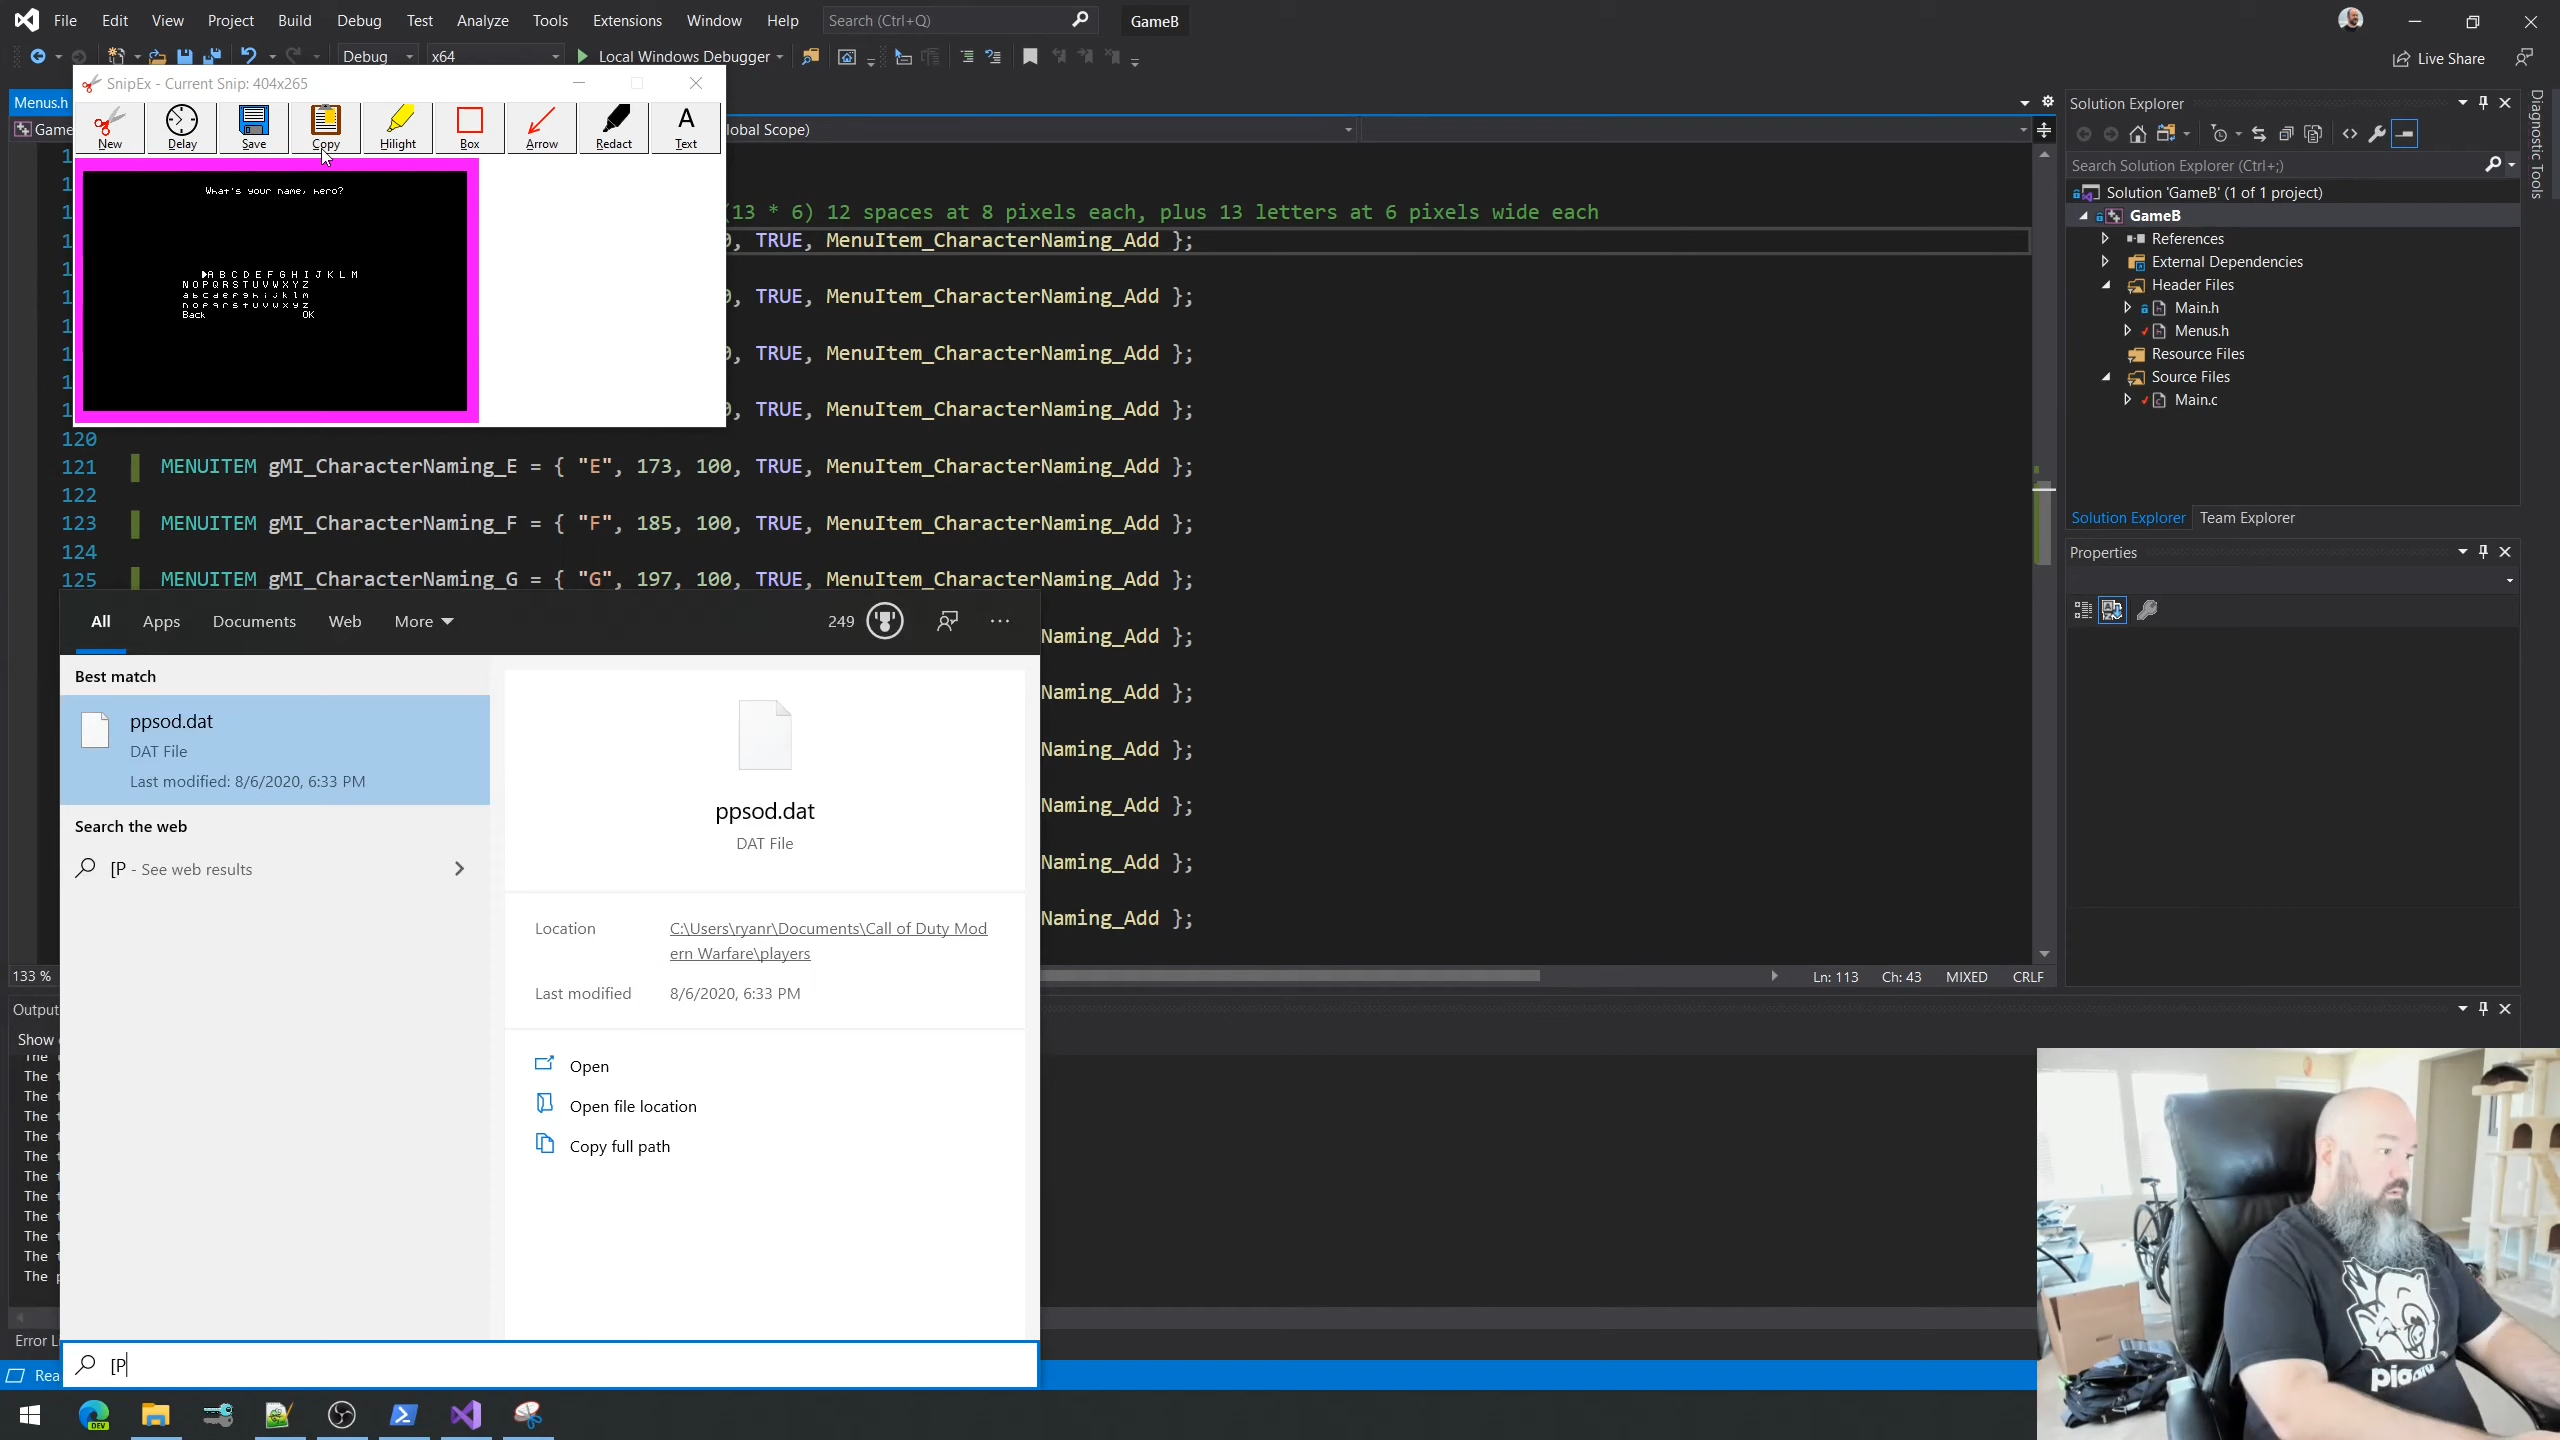 File Edit View Project Build Debug Test Analyze Tools Extensions Window Help Search (Ctrl+Q) GameB
Debug x64 Local Windows Debugger Live Share
SnipEx - Current Snip: 404x265
New Delay Save Copy Hilight Box Arrow Redact A Text
Menus.h
What's your name, hero?
A B C D E F G H I J K L M
N O P Q R S T U V W X Y Z
a b c d e f g h i j k l m
n o p q r s t u v w x y z
Back OK
lobal Scope)
(13 * 6) 12 spaces at 8 pixels each, plus 13 letters at 6 pixels wide each
, TRUE, MenuItem_CharacterNaming_Add };
, TRUE, MenuItem_CharacterNaming_Add };
, TRUE, MenuItem_CharacterNaming_Add };
, TRUE, MenuItem_CharacterNaming_Add };
120
121 MENUITEM gMI_CharacterNaming_E = { "E", 173, 100, TRUE, MenuItem_CharacterNaming_Add };
122
123 MENUITEM gMI_CharacterNaming_F = { "F", 185, 100, TRUE, MenuItem_CharacterNaming_Add };
124
125 MENUITEM gMI_CharacterNaming_G = { "G", 197, 100, TRUE, MenuItem_CharacterNaming_Add };
Naming_Add };
Naming_Add };
Naming_Add };
Naming_Add };
Naming_Add };
Naming_Add };
133 % Ln: 113 Ch: 43 MIXED CRLF
All Apps Documents Web More 249 ...
Best match
ppsod.dat
DAT File
Last modified: 8/6/2020, 6:33 PM
Search the web
[P - See web results
ppsod.dat
DAT File
Location C:\Users\ryanr\Documents\Call of Duty Mod
ern Warfare\players
Last modified 8/6/2020, 6:33 PM
Open
Open file location
Copy full path
[P
Output
Show
The
The
The
The
The
The
The
The
The
The
The
The
Error L
Rea
Solution Explorer
Search Solution Explorer (Ctrl+;)
Solution 'GameB' (1 of 1 project)
GameB
References
External Dependencies
Header Files
Main.h
Menus.h
Resource Files
Source Files
Main.c
Solution Explorer Team Explorer
Properties
Diagnostic Tools
DEV